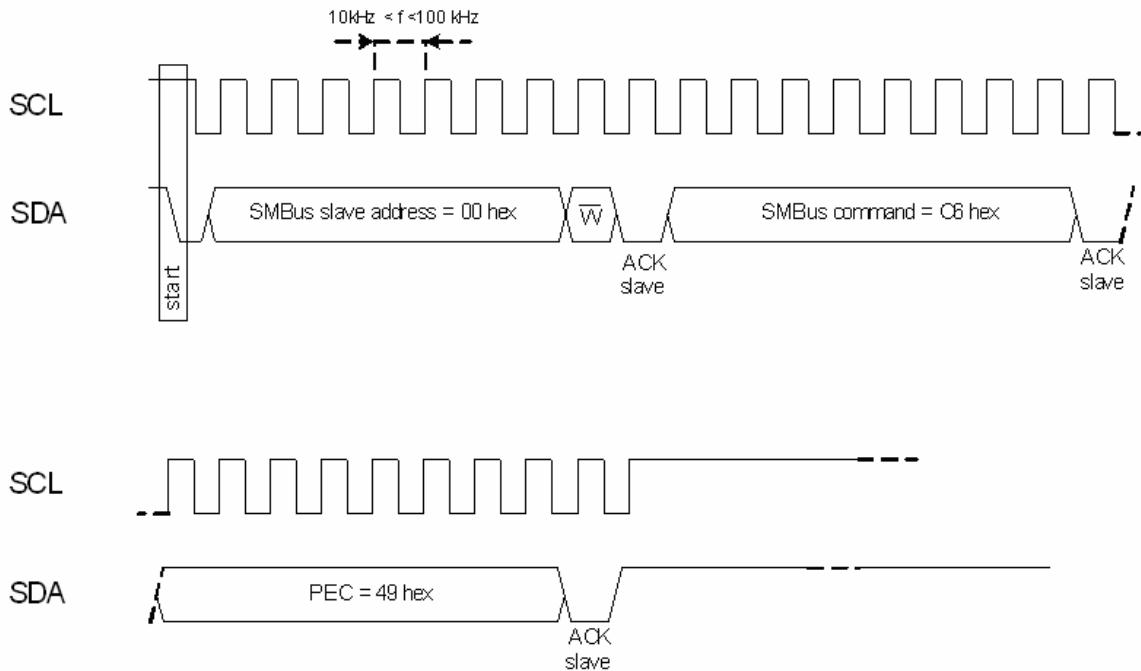 10kHz < f <100 kHz
SCL
SDA
SMBus slave address = 00 hex
W̅
SMBus command = C6 hex
start
ACK
slave
ACK
slave
SCL
SDA
PEC = 49 hex
ACK
slave